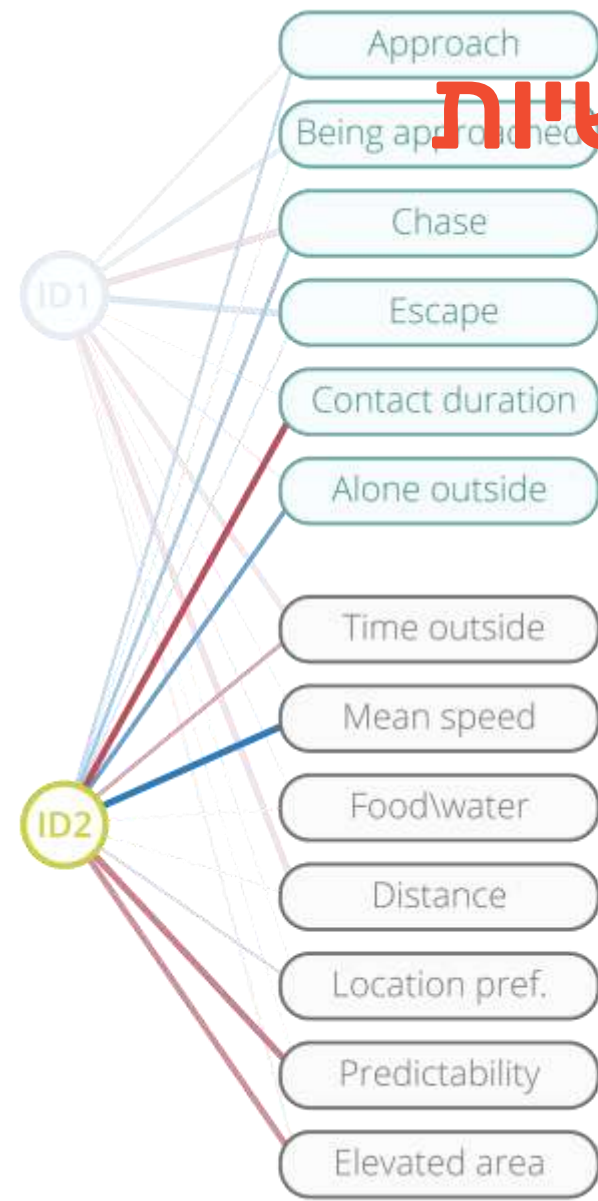 Approach
Being approached
Chase
ID1
Escape
Contact duration
Alone outside
Time outside
Mean speed
Food\water
ID2
Distance
Location pref.
Predictability
Elevated area